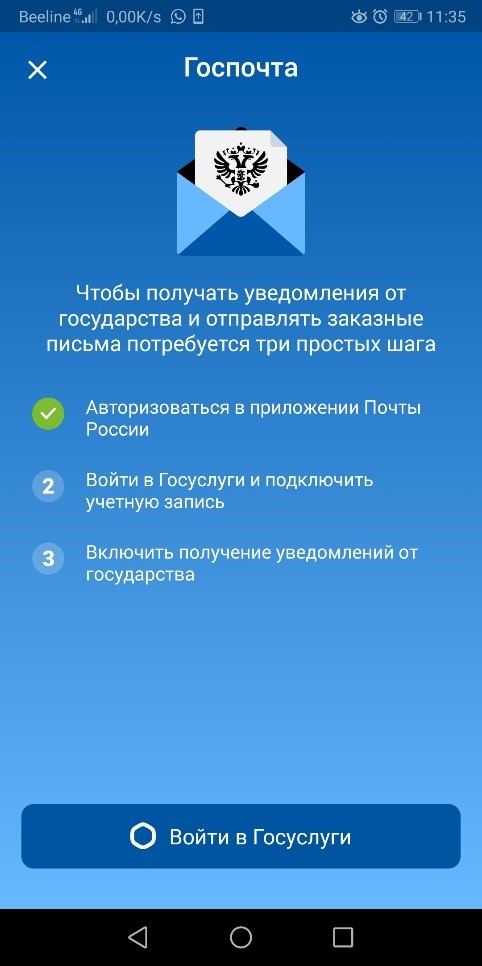 Beeline 4G 0,00K/s 42 11:35
Госпочта
Чтобы получать уведомления от
государства и отправлять заказные
письма потребуется три простых шага
Авторизоваться в приложении Почты
России
2 Войти в Госуслуги и подключить
учетную запись
3 Включить получение уведомлений от
государства
Войти в Госуслуги